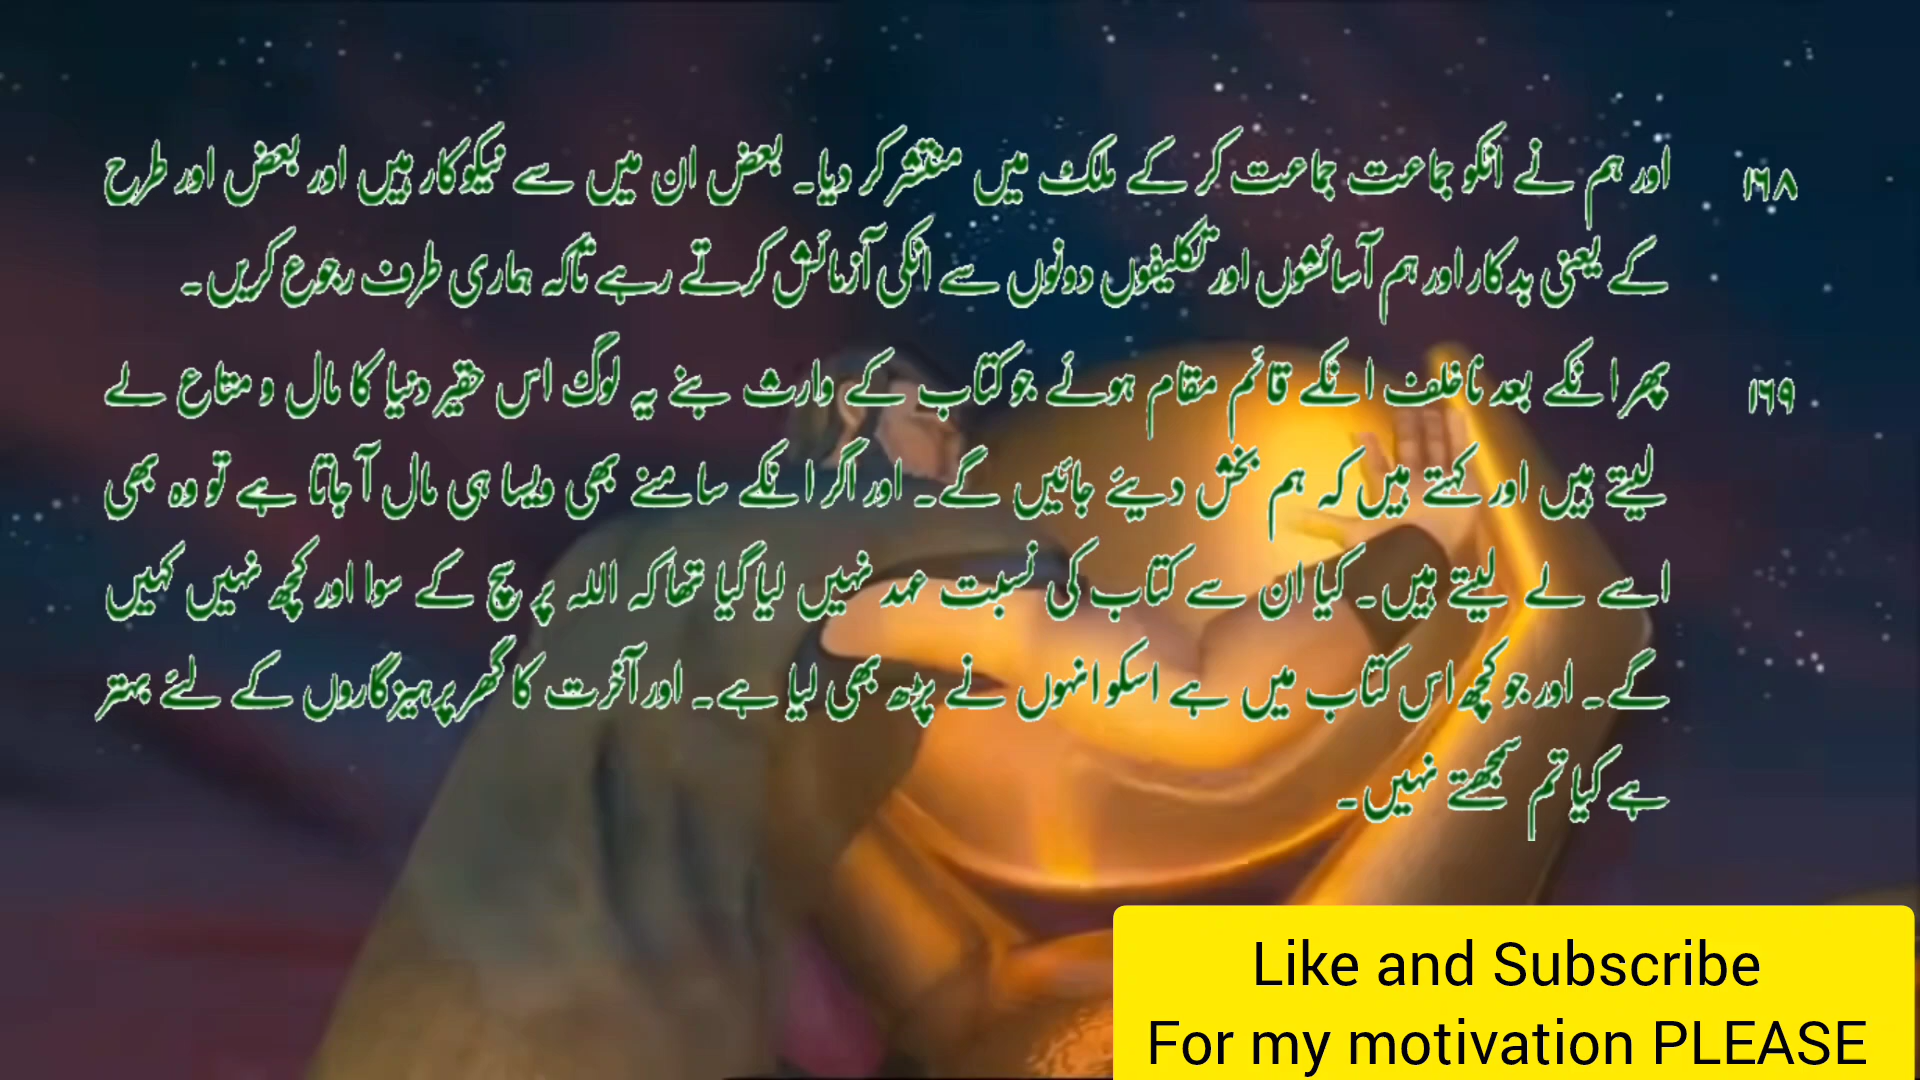 ۱۶۸ اور ہم نے انکو جماعت جماعت کر کے ملک میں منتشر کر دیا۔ بعض ان میں سے نیکوکار ہیں اور بعض اور طرح
کے یعنی بدکار اور ہم آسائشوں اور تکلیفوں دونوں سے انکی آزمائش کرتے رہے تاکہ ہماری طرف رجوع کریں۔
۱۶۹ پھر انکے بعد ناخلف انکے قائم مقام ہوئے جو کتاب کے وارث بنے یہ لوگ اس حقیر دنیا کا مال و متاع لے
لیتے ہیں اور کہتے ہیں کہ ہم بخش دیئے جائیں گے۔ اور اگر انکے سامنے بھی ویسا ہی مال آ جاتا ہے تو وہ بھی
اسے لے لیتے ہیں۔ کیا ان سے کتاب کی نسبت عہد نہیں لیا گیا تھا کہ اللہ پر سچ کے سوا اور کچھ نہیں کہیں
گے۔ اور جو کچھ اس کتاب میں ہے اسکو انہوں نے پڑھ بھی لیا ہے۔ اور آخرت کا گھر پرہیزگاروں کے لئے بہتر
ہے کیا تم سمجھتے نہیں۔
Like and Subscribe
For my motivation PLEASE